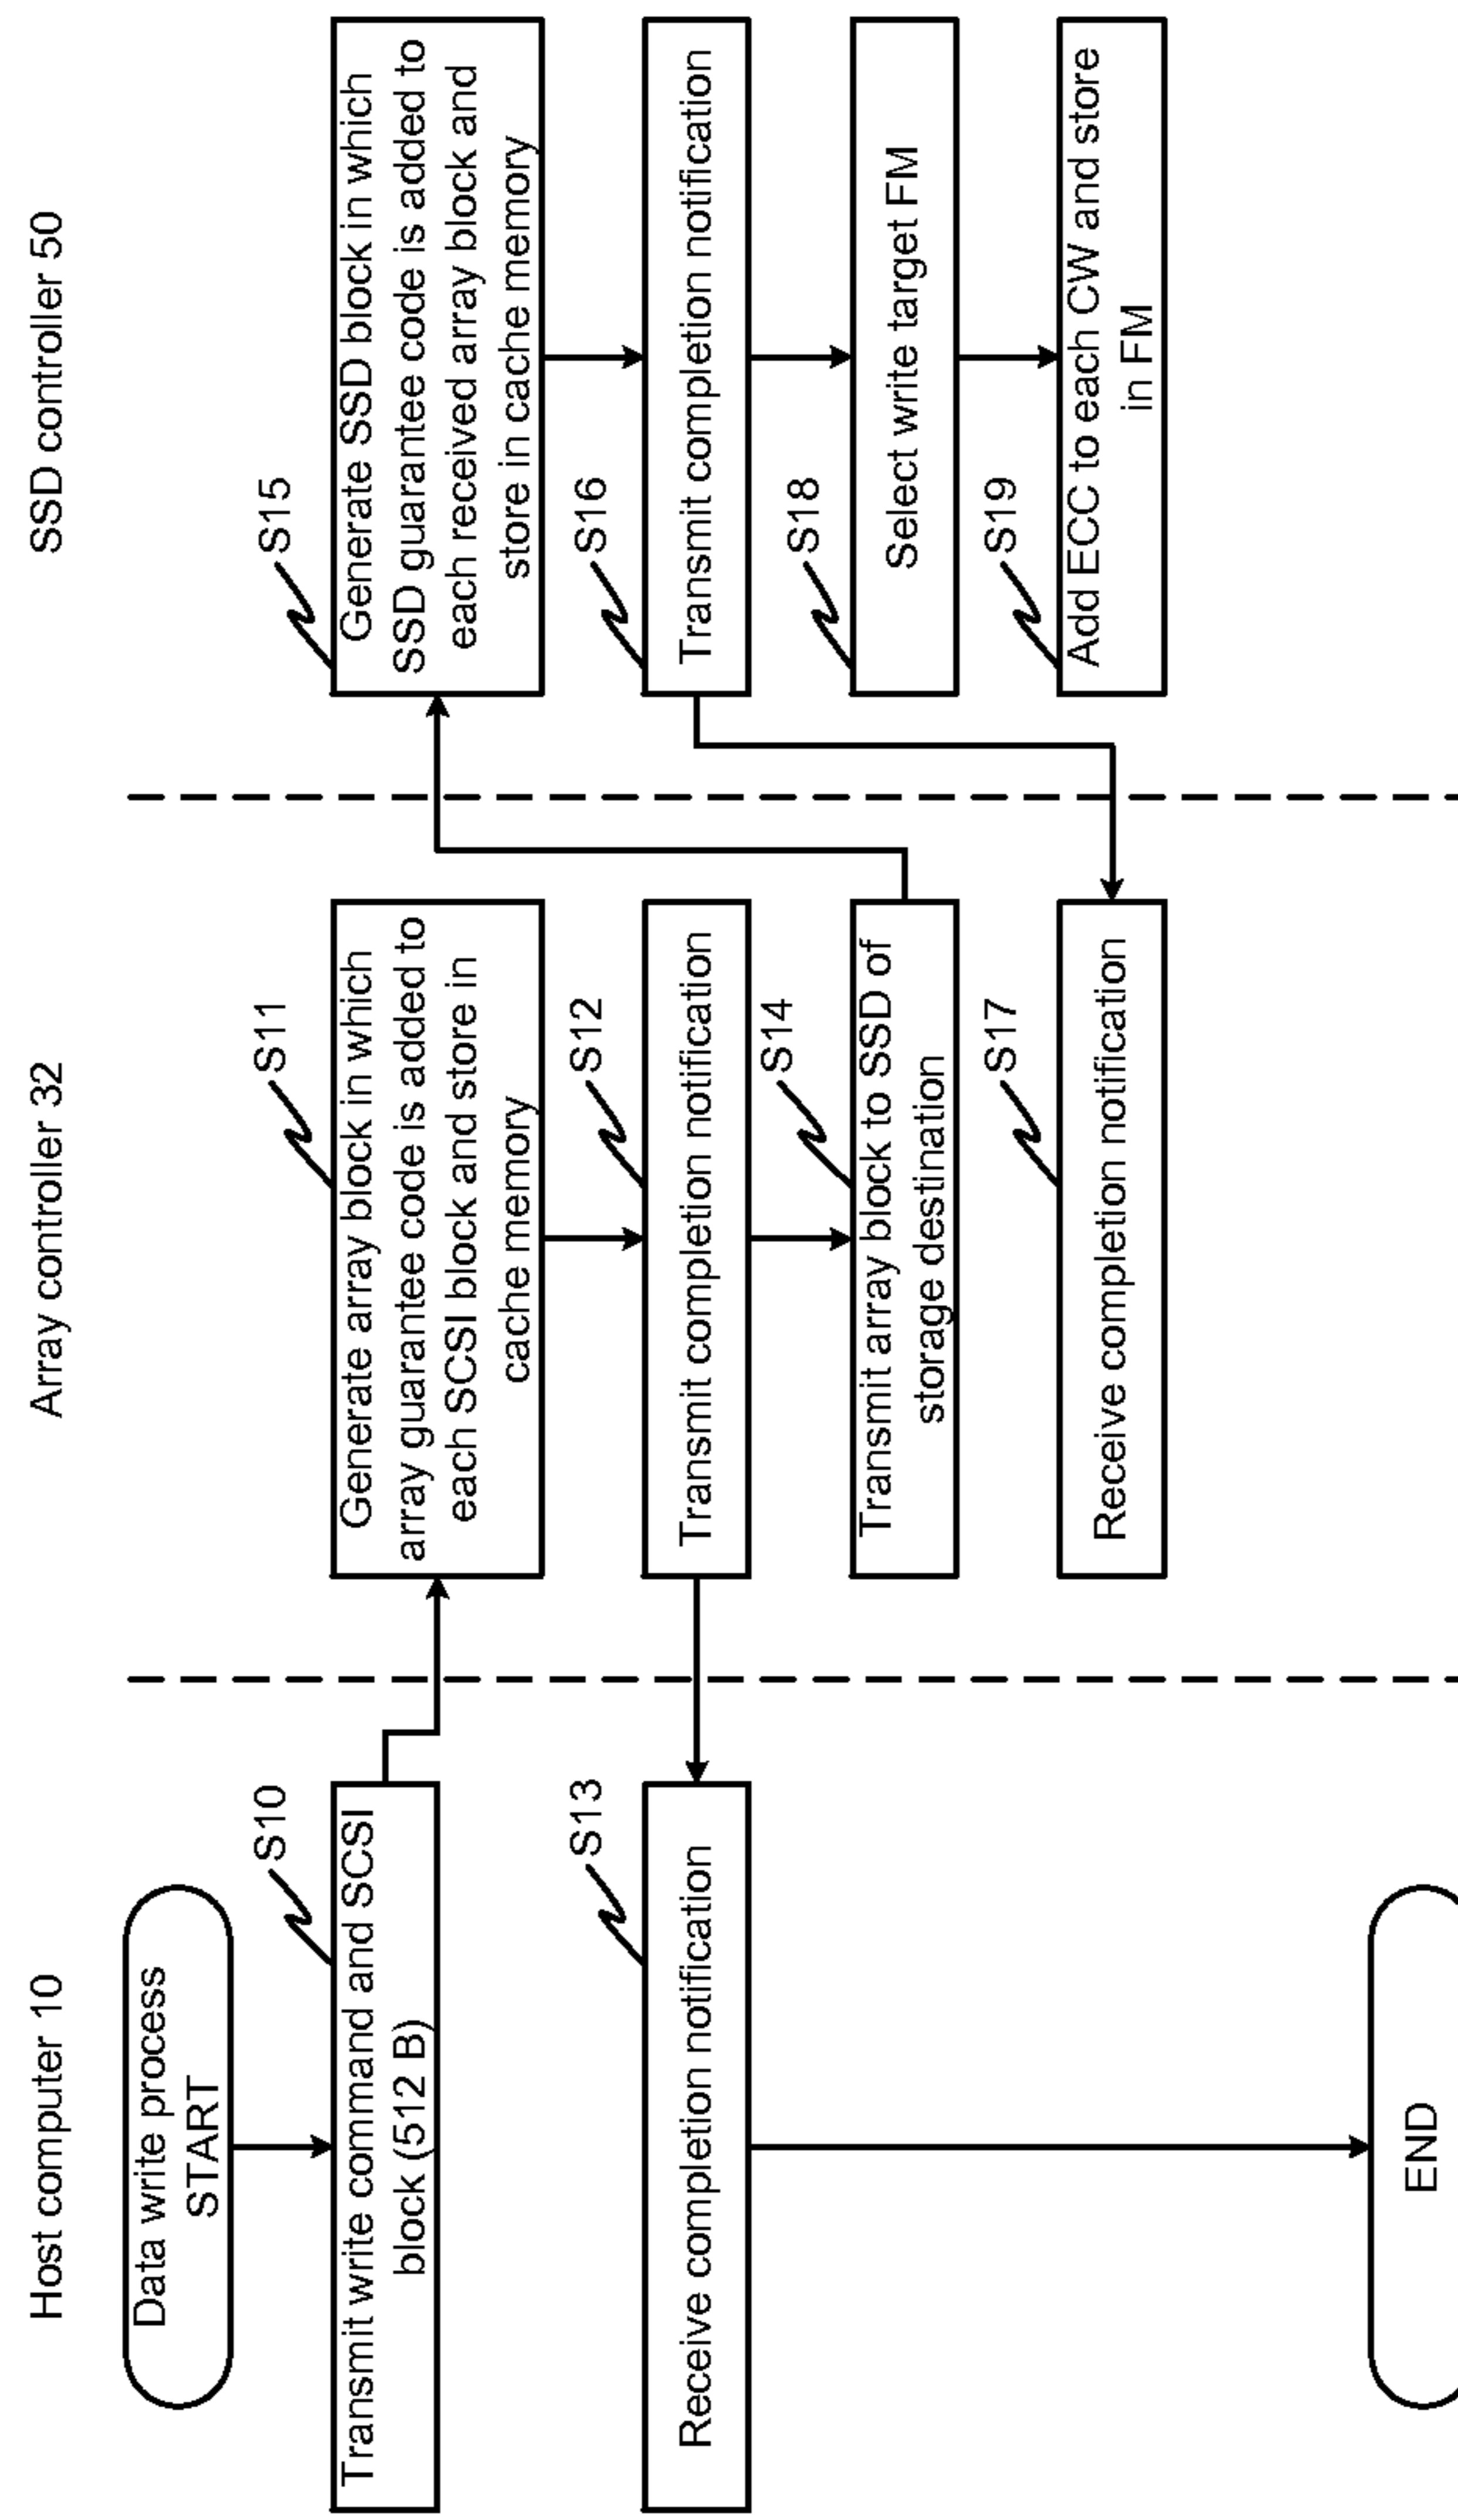 Host computer 10
Array controller 32
SSD controller 50
Data write process
START
S10
Transmit write command and SCSI
block (512 B)
S11
Generate array block in which
array guarantee code is added to
each SCSI block and store in
cache memory
S12
Transmit completion notification
S13
Receive completion notification
S14
Transmit array block to SSD of
storage destination
S15
Generate SSD block in which
SSD guarantee code is added to
each received array block and
store in cache memory
S16
Transmit completion notification
S17
Receive completion notification
S18
Select write target FM
S19
Add ECC to each CW and store
in FM
END